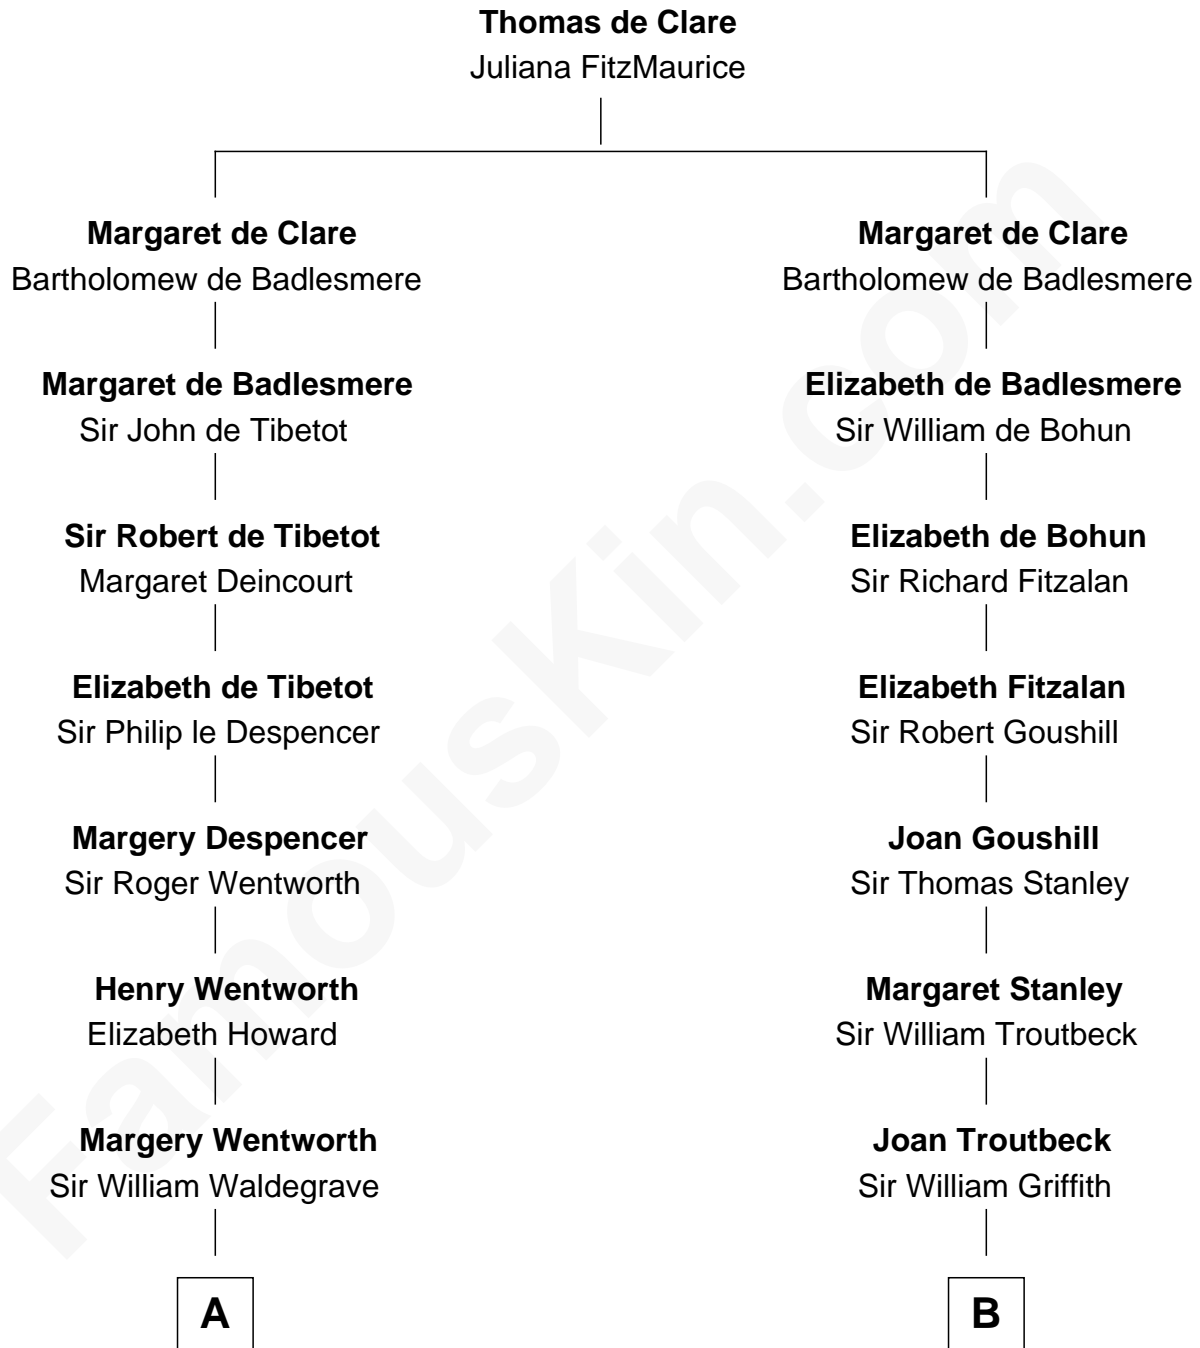 Thomas de Clare
Juliana FitzMaurice
Margaret de Clare
Bartholomew de Badlesmere
Margaret de Badlesmere
Sir John de Tibetot
Sir Robert de Tibetot
Margaret Deincourt
Elizabeth de Tibetot
Sir Philip le Despencer
Margery Despencer
Sir Roger Wentworth
Henry Wentworth
Elizabeth Howard
Margery Wentworth
Sir William Waldegrave
A
Margaret de Clare
Bartholomew de Badlesmere
Elizabeth de Badlesmere
Sir William de Bohun
Elizabeth de Bohun
Sir Richard Fitzalan
Elizabeth Fitzalan
Sir Robert Goushill
Joan Goushill
Sir Thomas Stanley
Margaret Stanley
Sir William Troutbeck
Joan Troutbeck
Sir William Griffith
B
FamousKin.com